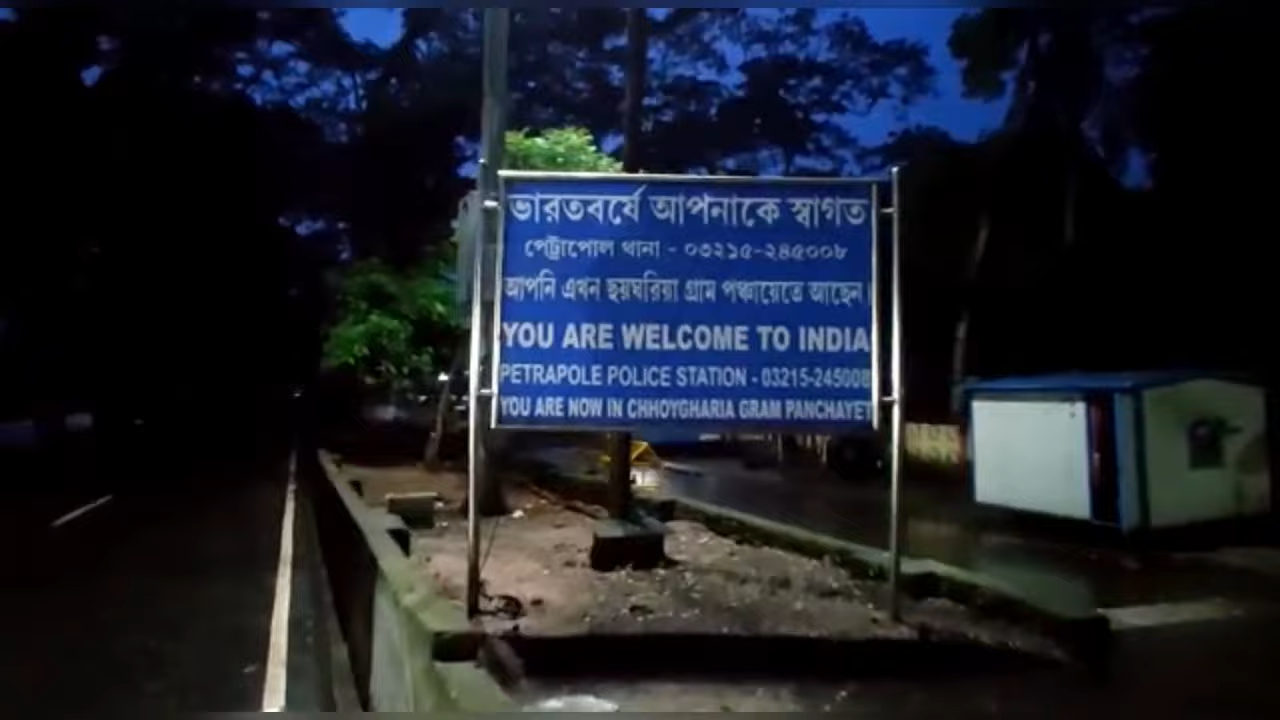 ভারতবর্ষে আপনাকে স্বাগত
পেট্রাপোল থানা - ০৩২১৫-২৪৫০০৮
আপনি এখন ছয়ঘরিয়া গ্রাম পঞ্চায়েতে আছেন।
YOU ARE WELCOME TO INDIA
PETRAPOLE POLICE STATION - 03215-245008
YOU ARE NOW IN CHHOYGHARIA GRAM PANCHAYET